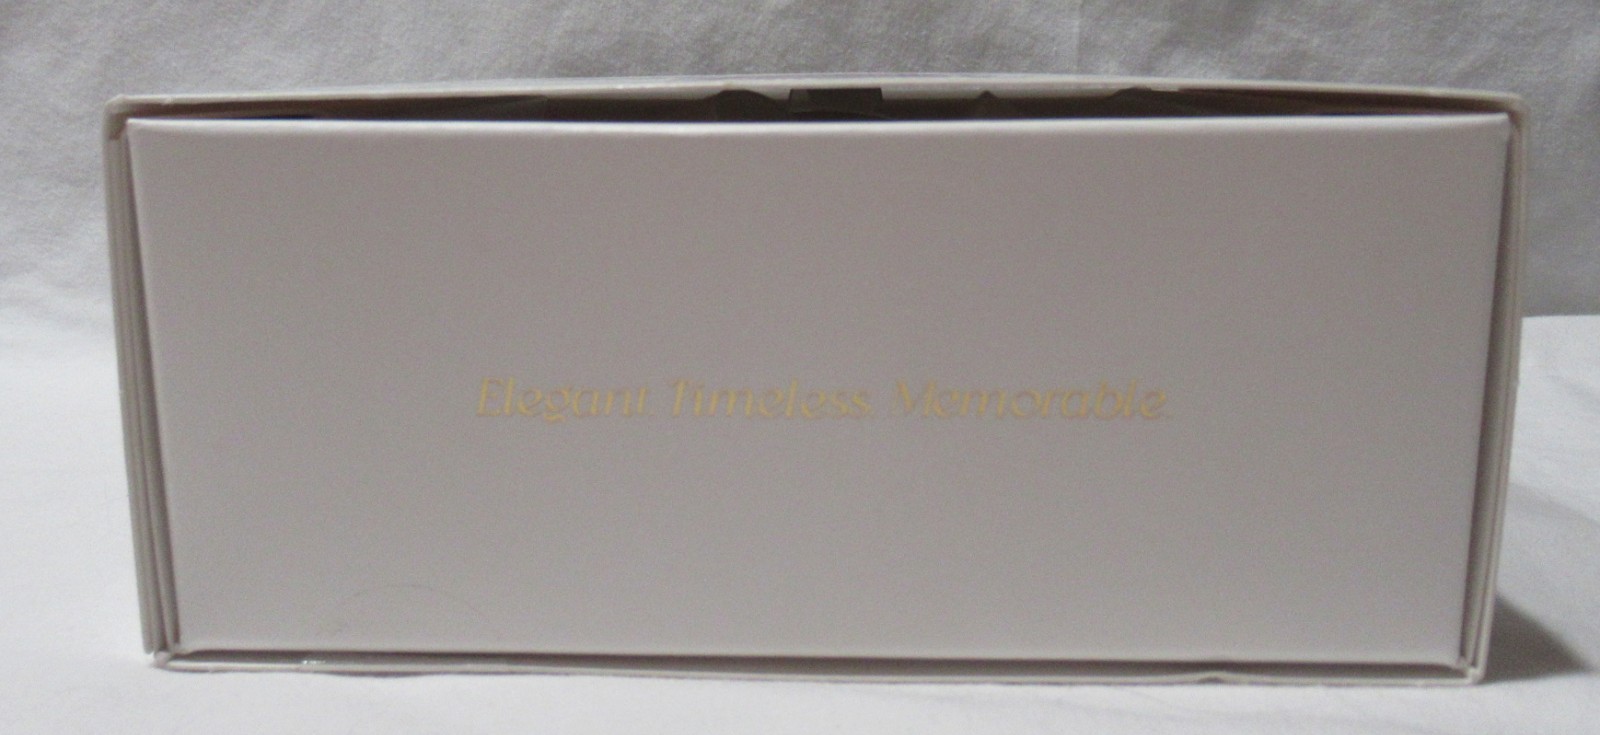 Elegant. Timeless. Memorable.